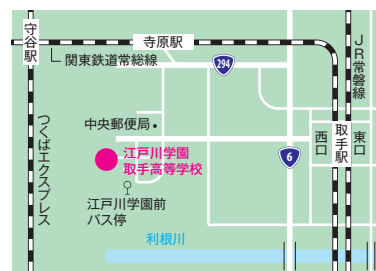 守谷駅
寺原駅
関東鉄道常総線
294
JR常磐線
中央郵便局
江戸川学園
取手高等学校
西口
取手駅
東口
6
つくばエクスプレス
江戸川学園前
バス停
利根川